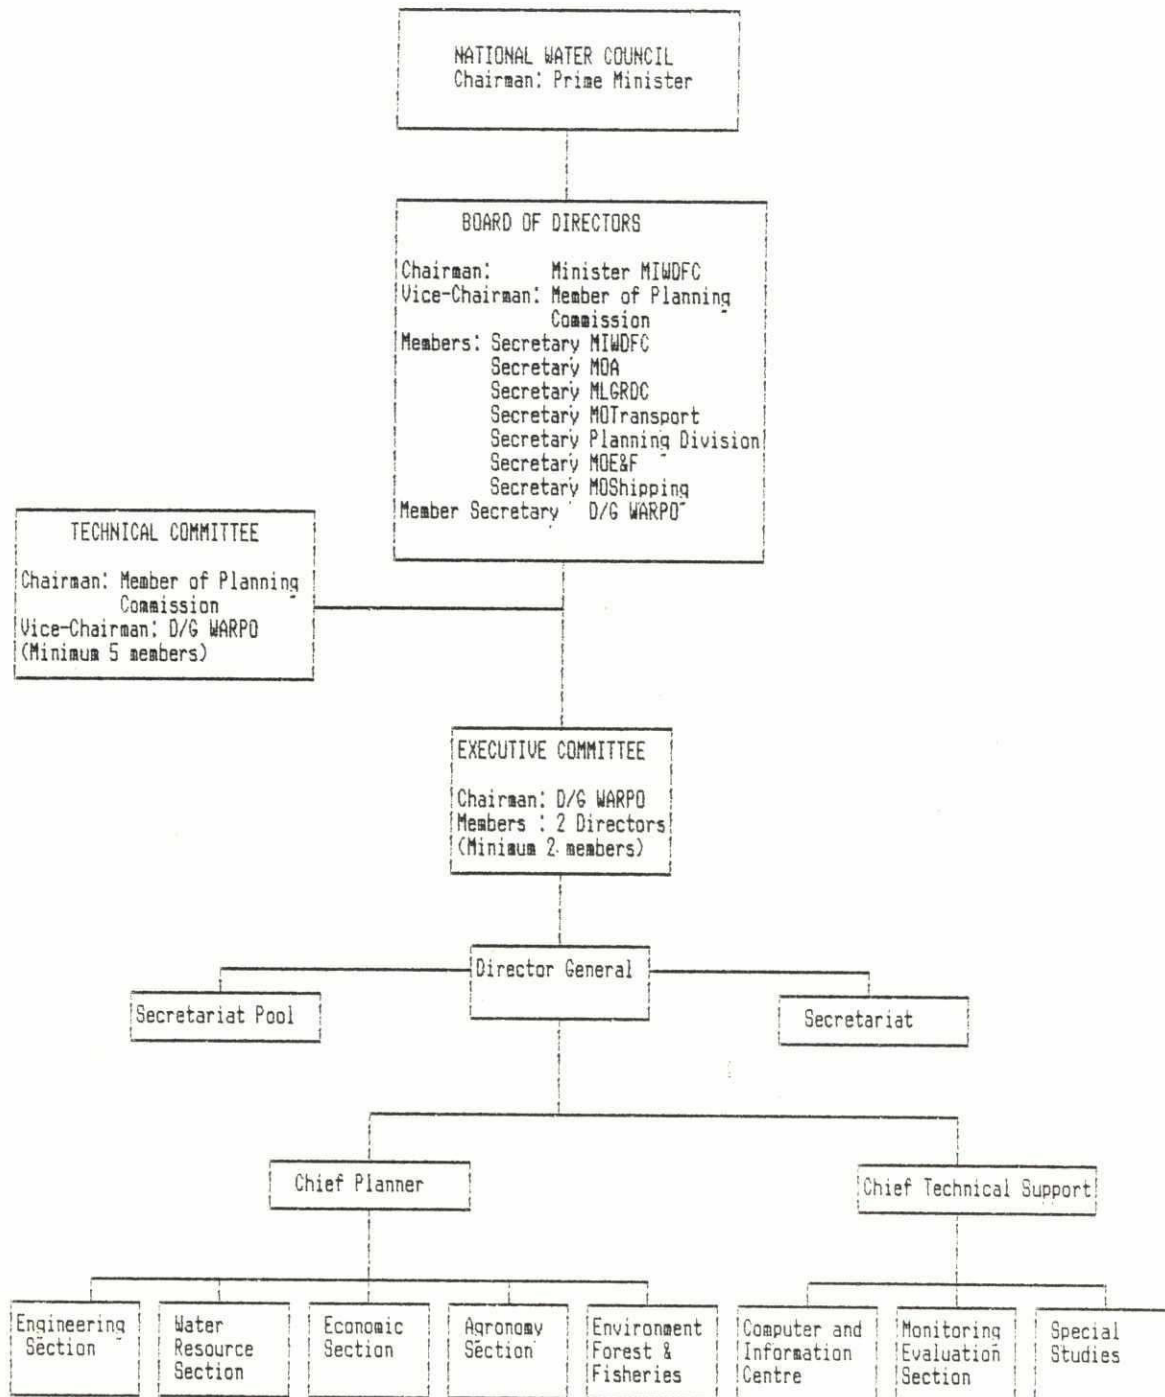 NATIONAL WATER COUNCIL
Chairman: Prime Minister
BOARD OF DIRECTORS
Chairman: Minister MIWDFC
Vice-Chairman: Member of Planning
Commission
Members: Secretary MIWDFC
Secretary MOA
Secretary MLGRDC
Secretary MOTransport
Secretary Planning Division
Secretary MOE&F
Secretary MOShipping
Member Secretary D/G WARPO
TECHNICAL COMMITTEE
Chairman: Member of Planning
Commission
Vice-Chairman: D/G WARPO
(Minimum 5 members)
EXECUTIVE COMMITTEE
Chairman: D/G WARPO
Members : 2 Directors
(Minimum 2 members)
Director General
Secretariat Pool
Secretariat
Chief Planner
Chief Technical Support
Engineering
Section
Water
Resource
Section
Economic
Section
Agronomy
Section
Environment
Forest &
Fisheries
Computer and
Information
Centre
Monitoring
Evaluation
Section
Special
Studies